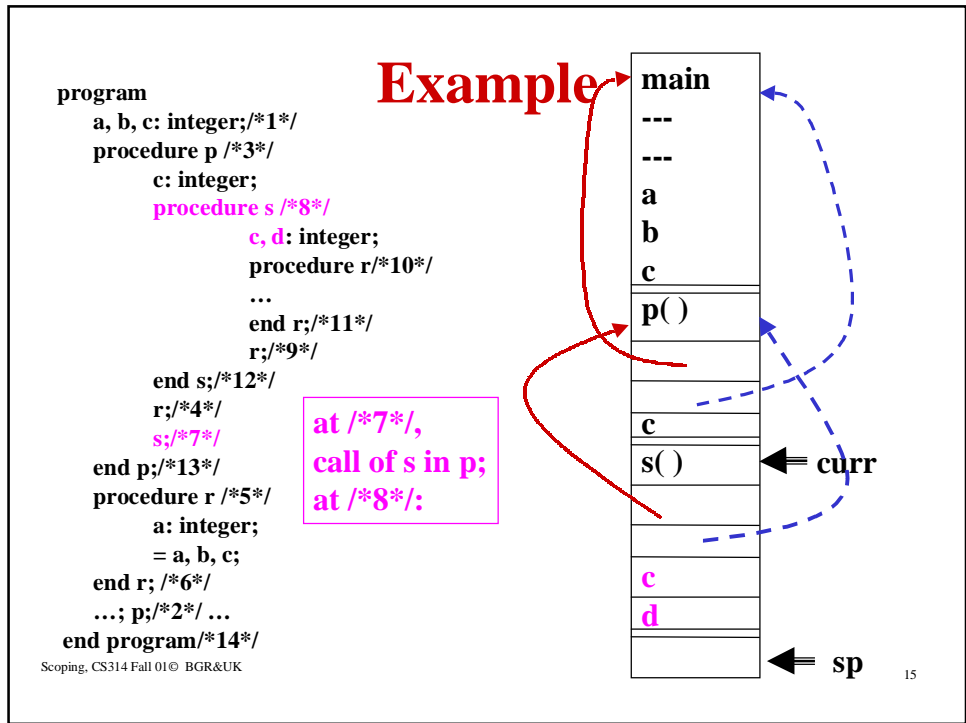 Example
program
a, b, c: integer;/*1*/
procedure p /*3*/
c: integer;
procedure s /*8*/
c, d: integer;
procedure r/*10*/
…
end r;/*11*/
r;/*9*/
end s;/*12*/
r;/*4*/
s;/*7*/
end p;/*13*/
procedure r /*5*/
a: integer;
= a, b, c;
end r; /*6*/
…; p;/*2*/ …
end program/*14*/
at /*7*/,
call of s in p;
at /*8*/:
main
---
---
a
b
c
p( )
c
s( )
curr
c
d
sp
Scoping, CS314 Fall 01© BGR&UK
15